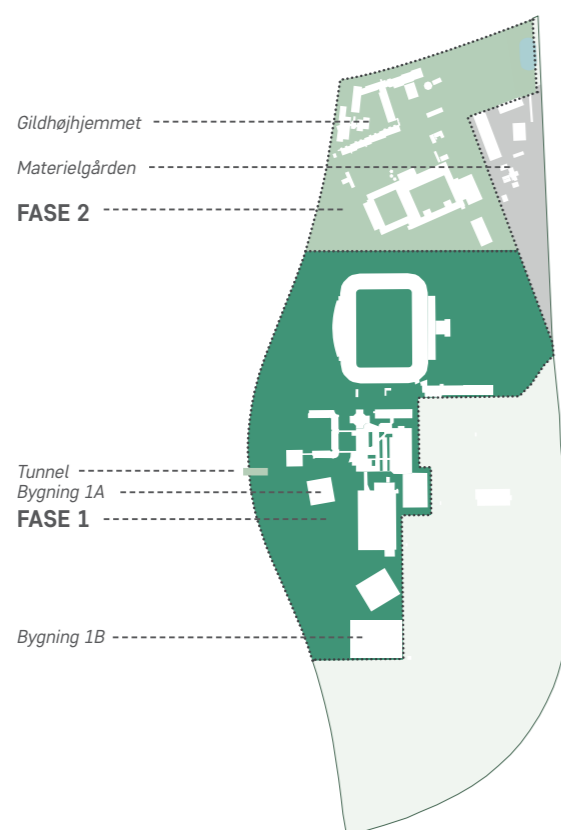 Gildhøjhjemmet
Materielgården
FASE 2
Tunnel
Bygning 1A
FASE 1
Bygning 1B